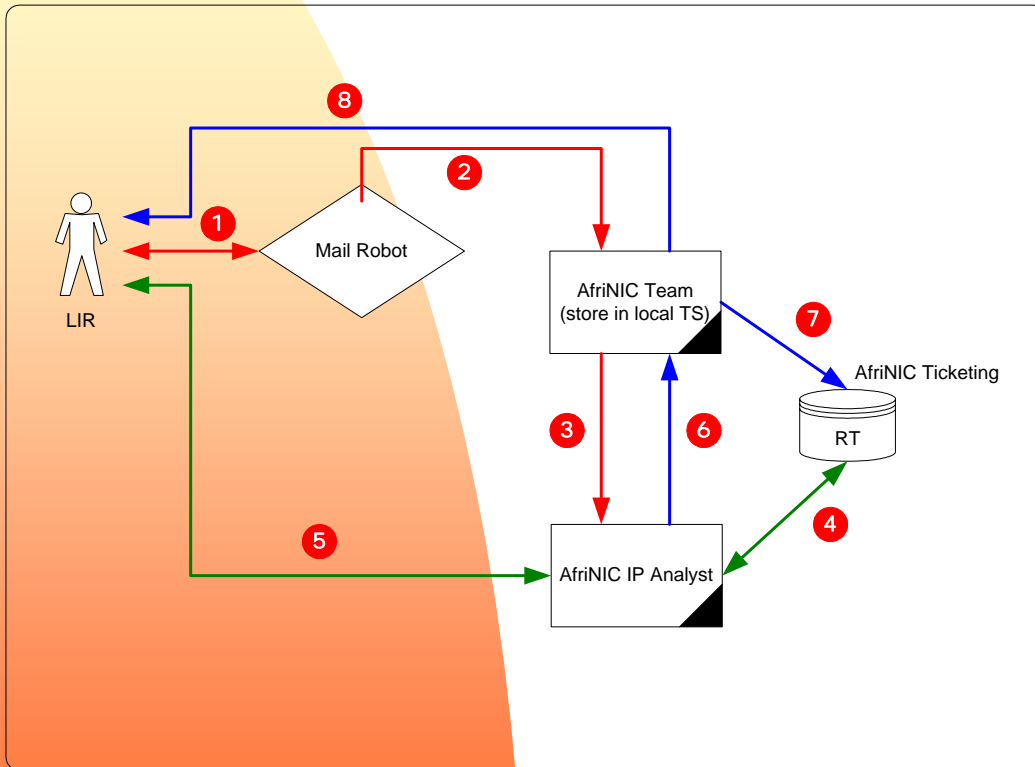 8
2
1
Mail Robot
LIR
AfriNIC Team
(store in local TS)
7
AfriNIC Ticketing
RT
3
6
4
5
AfriNIC IP Analyst